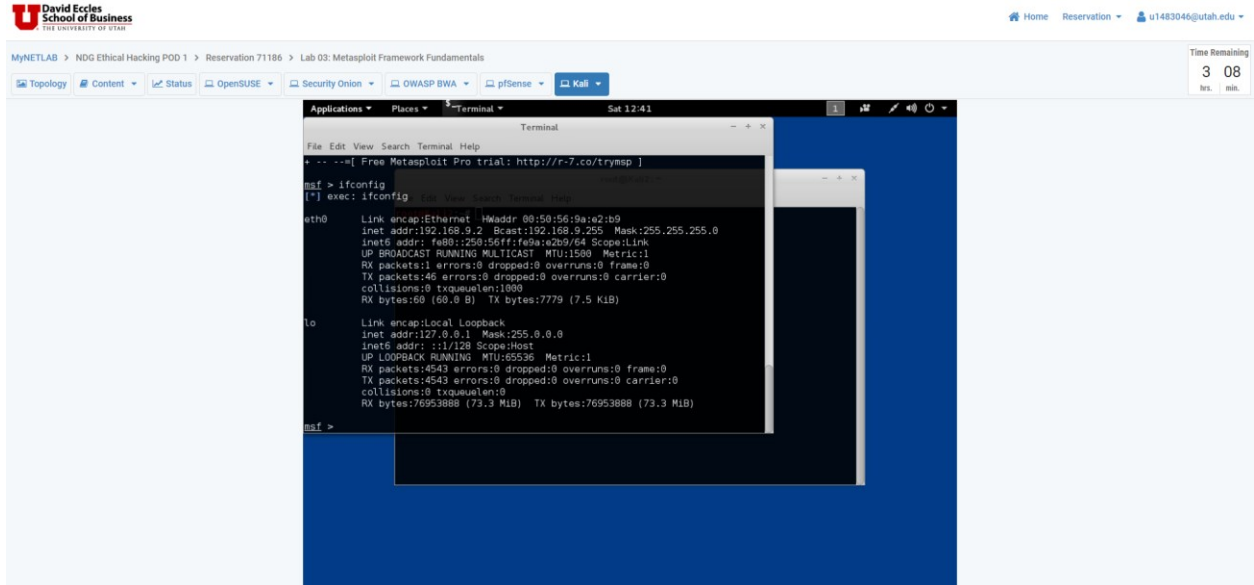 David Eccles
School of Business
THE UNIVERSITY OF UTAH
Home Reservation u1483046@utah.edu
MyNETLAB > NDG Ethical Hacking POD 1 > Reservation 71186 > Lab 03: Metasploit Framework Fundamentals
Time Remaining
3 08
hrs. min.
Topology Content Status OpenSUSE Security Onion OWASP BWA pfSense Kali
Applications Places Terminal Sat 12:41 1
Terminal
File Edit View Search Terminal Help
+ -- --=[ Free Metasploit Pro trial: http://r-7.co/trymsp ]
msf > ifconfig
[*] exec: ifconfig
File Edit View Search Terminal Help
eth0 Link encap:Ethernet HWaddr 00:50:56:9a:e2:b9
inet addr:192.168.9.2 Bcast:192.168.9.255 Mask:255.255.255.0
inet6 addr: fe80::250:56ff:fe9a:e2b9/64 Scope:Link
UP BROADCAST RUNNING MULTICAST MTU:1500 Metric:1
RX packets:1 errors:0 dropped:0 overruns:0 frame:0
TX packets:46 errors:0 dropped:0 overruns:0 carrier:0
collisions:0 txqueuelen:1000
RX bytes:60 (60.0 B) TX bytes:7779 (7.5 KiB)
lo Link encap:Local Loopback
inet addr:127.0.0.1 Mask:255.0.0.0
inet6 addr: ::1/128 Scope:Host
UP LOOPBACK RUNNING MTU:65536 Metric:1
RX packets:4543 errors:0 dropped:0 overruns:0 frame:0
TX packets:4543 errors:0 dropped:0 overruns:0 carrier:0
collisions:0 txqueuelen:0
RX bytes:76953888 (73.3 MiB) TX bytes:76953888 (73.3 MiB)
msf >